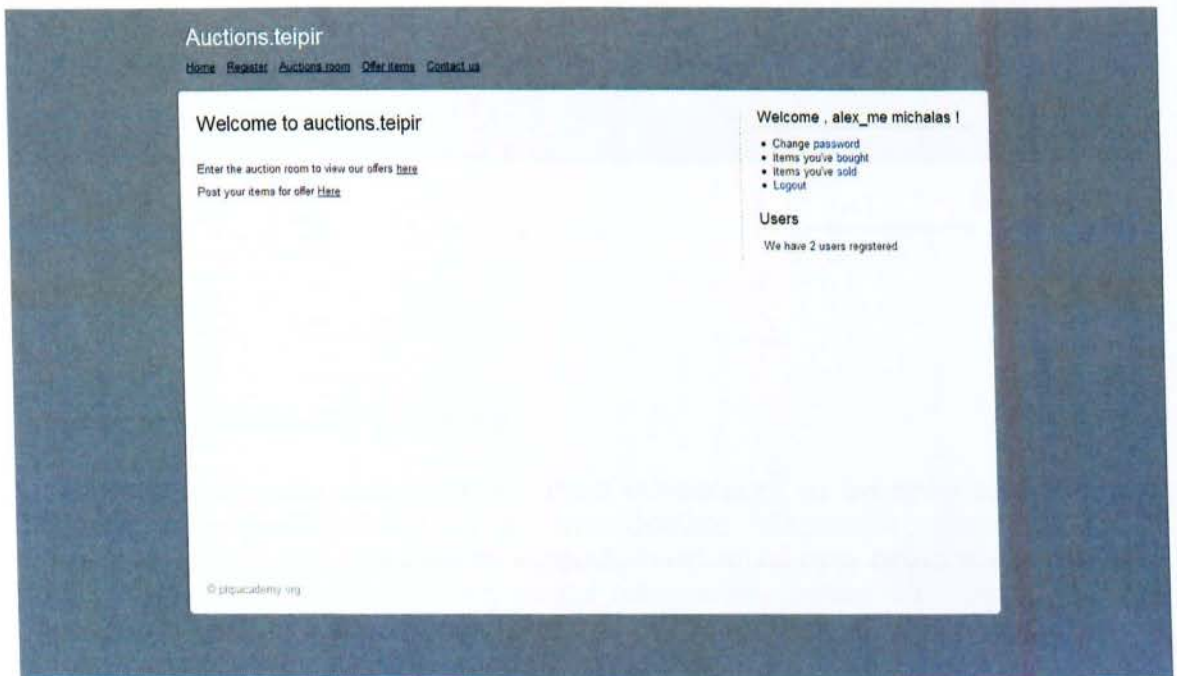 Auctions.teipir
Home Register Auctions room Offer items Contact us
Welcome to auctions.teipir
Enter the auction room to view our offers here
Post your items for offer Here
Welcome , alex_me michalas !
• Change password
• Items you've bought
• Items you've sold
• Logout
Users
We have 2 users registered
© phpacademy.org